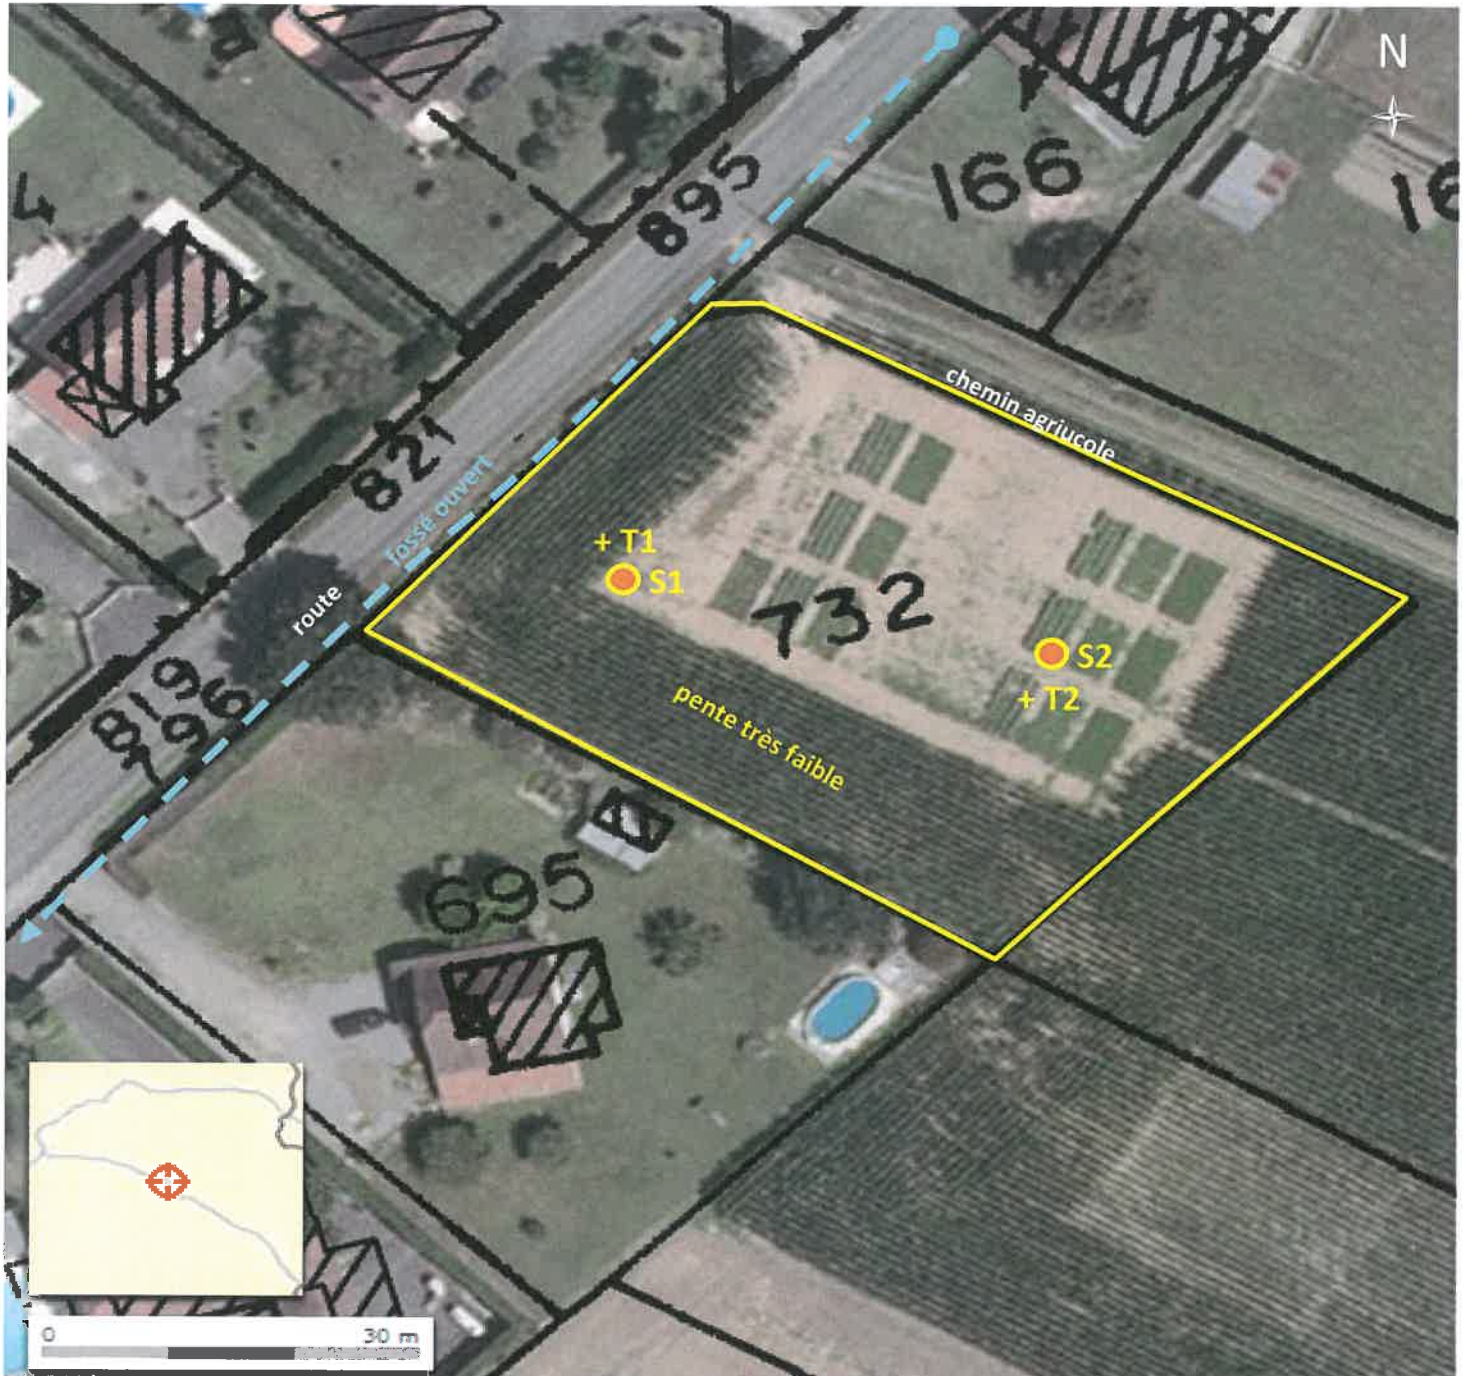 N
166
16
4
895
chemin agriucole
821
fossé ouvert
+ T1
S1
732
route
S2
+ T2
819
796
pente très faible
695
0 30 m